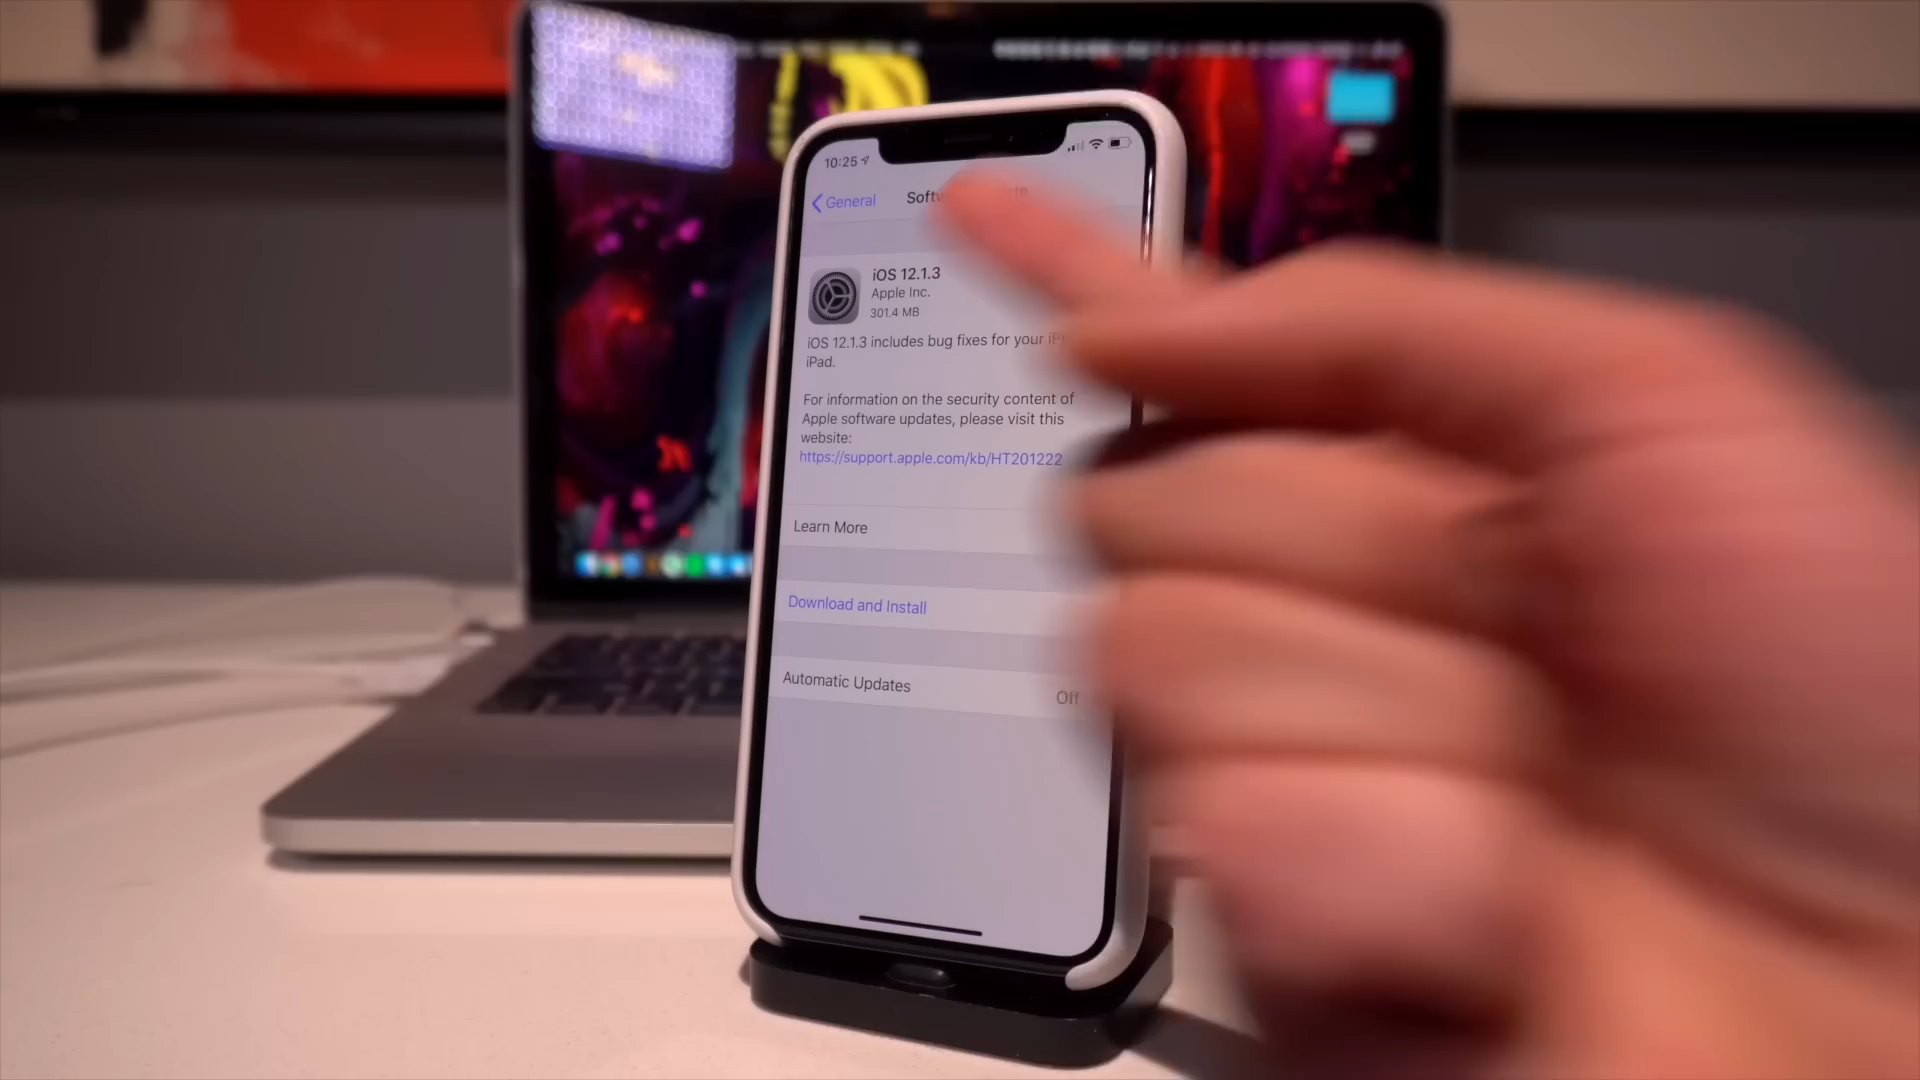 10:25
General
iOS 12.1.3
Apple Inc.
301.4 MB
iOS 12.1.3 includes bug fixes for your
iPad.
For information on the security content of
Apple software updates, please visit this
website:
https://support.apple.com/kb/HT201222
Learn More
Download and Install
Automatic Updates
Off